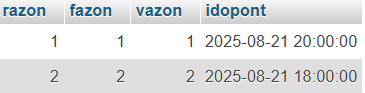 razon fazon vazon idopont
1 1 1 2025-08-21 20:00:00
2 2 2 2025-08-21 18:00:00